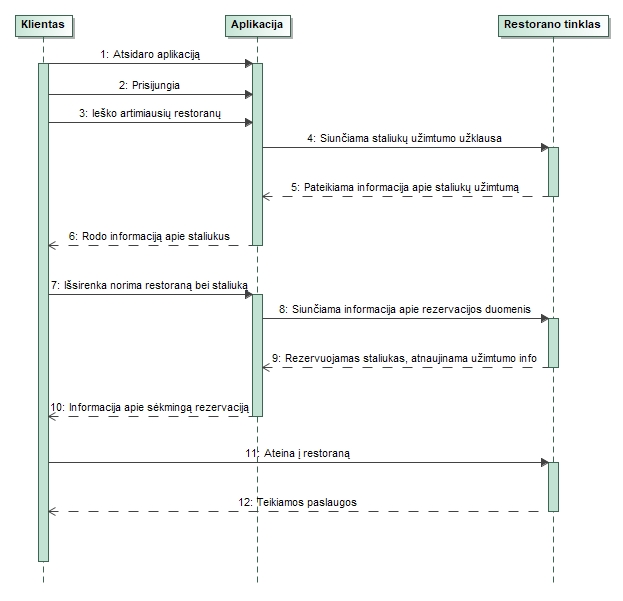 Klientas
Aplikacija
Restorano tinklas
1: Atsidaro aplikaciją
2: Prisijungia
3: Ieško artimiausių restoranų
4: Siunčiama staliukų užimtumo užklausa
5: Pateikiama informacija apie staliukų užimtumą
6: Rodo informaciją apie staliukus
7: Išsirenka norima restoraną bei staliuka
8: Siunčiama informacija apie rezervacijos duomenis
9: Rezervuojamas staliukas, atnaujinama užimtumo info
10: Informacija apie sėkmingą rezervaciją
11: Ateina į restoraną
12: Teikiamos paslaugos